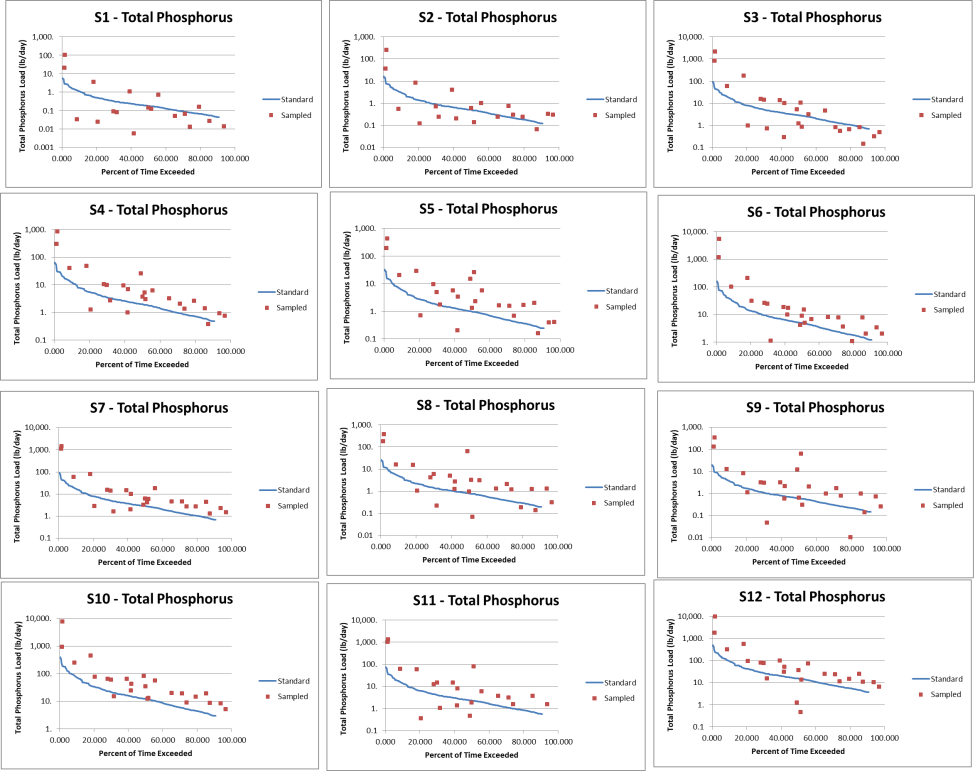 S1 - Total Phosphorus
Total Phosphorus Load (lb/day)
1,000.
100.
10.
1.
0.1
0.01
0.001
0.000 20.000 40.000 60.000 80.000 100.000
Percent of Time Exceeded
Standard
Sampled
S2 - Total Phosphorus
Total Phosphorus Load (lb/day)
1,000.
100.
10.
1.
0.1
0.01
0.000 20.000 40.000 60.000 80.000 100.000
Percent of Time Exceeded
Standard
Sampled
S3 - Total Phosphorus
Total Phosphorus Load (lb/day)
10,000.
1,000.
100.
10.
1.
0.1
0.000 20.000 40.000 60.000 80.000 100.000
Percent of Time Exceeded
Standard
Sampled
S4 - Total Phosphorus
Total Phosphorus Load (lb/day)
1,000.
100.
10.
1.
0.1
0.000 20.000 40.000 60.000 80.000 100.000
Percent of Time Exceeded
Standard
Sampled
S5 - Total Phosphorus
Total Phosphorus Load (lb/day)
1,000.
100.
10.
1.
0.1
0.000 20.000 40.000 60.000 80.000 100.000
Percent of Time Exceeded
Standard
Sampled
S6 - Total Phosphorus
Total Phosphorus Load (lb/day)
10,000.
1,000.
100.
10.
1.
0.000 20.000 40.000 60.000 80.000 100.000
Percent of Time Exceeded
Standard
Sampled
S7 - Total Phosphorus
Total Phosphorus Load (lb/day)
10,000.
1,000.
100.
10.
1.
0.1
0.000 20.000 40.000 60.000 80.000 100.000
Percent of Time Exceeded
Standard
Sampled
S8 - Total Phosphorus
Total Phosphorus Load (lb/day)
1,000.
100.
10.
1.
0.1
0.01
0.000 20.000 40.000 60.000 80.000 100.000
Percent of Time Exceeded
Standard
Sampled
S9 - Total Phosphorus
Total Phosphorus Load (lb/day)
1,000.
100.
10.
1.
0.1
0.01
0.000 20.000 40.000 60.000 80.000 100.000
Percent of Time Exceeded
Standard
Sampled
S10 - Total Phosphorus
Total Phosphorus Load (lb/day)
10,000.
1,000.
100.
10.
1.
0.000 20.000 40.000 60.000 80.000 100.000
Percent of Time Exceeded
Standard
Sampled
S11 - Total Phosphorus
Total Phosphorus Load (lb/day)
10,000.
1,000.
100.
10.
1.
0.1
0.000 20.000 40.000 60.000 80.000 100.000
Percent of Time Exceeded
Standard
Sampled
S12 - Total Phosphorus
Total Phosphorus Load (lb/day)
10,000.
1,000.
100.
10.
1.
0.1
0.000 20.000 40.000 60.000 80.000 100.000
Percent of Time Exceeded
Standard
Sampled